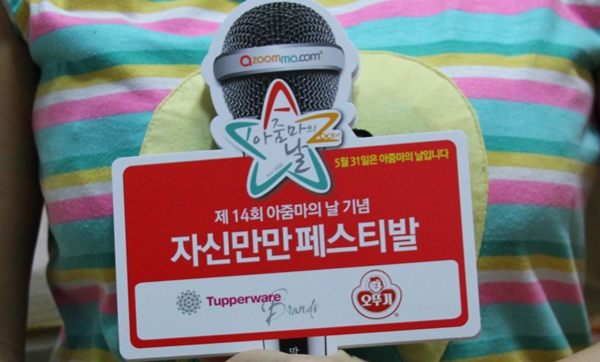 azoomma.com
아줌마의
날
5월 31일은 아줌마의 날입니다
제 14회 아줌마의 날 기념
자신만만 페스티발
Tupperware
Brands
오뚜기